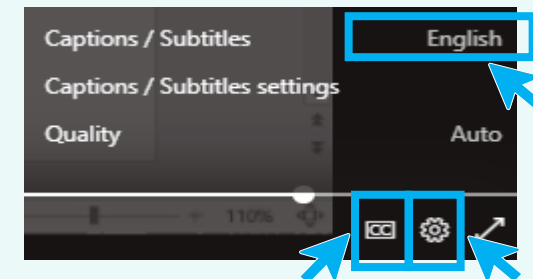 Captions / Subtitles English
Captions / Subtitles settings
Quality Auto
110%
CC